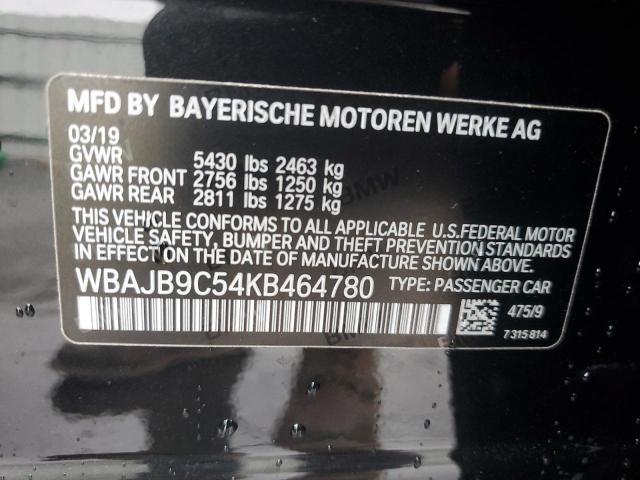 MFD BY BAYERISCHE MOTOREN WERKE AG
03/19
GVWR 5430 lbs 2463 kg
GAWR FRONT 2756 lbs 1250 kg
GAWR REAR 2811 lbs 1275 kg
THIS VEHICLE CONFORMS TO ALL APPLICABLE U.S.FEDERAL MOTOR
VEHICLE SAFETY, BUMPER AND THEFT PREVENTION STANDARDS
IN EFFECT ON THE DATE OF MANUFACTURE SHOWN ABOVE.
WBAJB9C54KB464780 TYPE: PASSENGER CAR
475/9
7 315 814
BMW